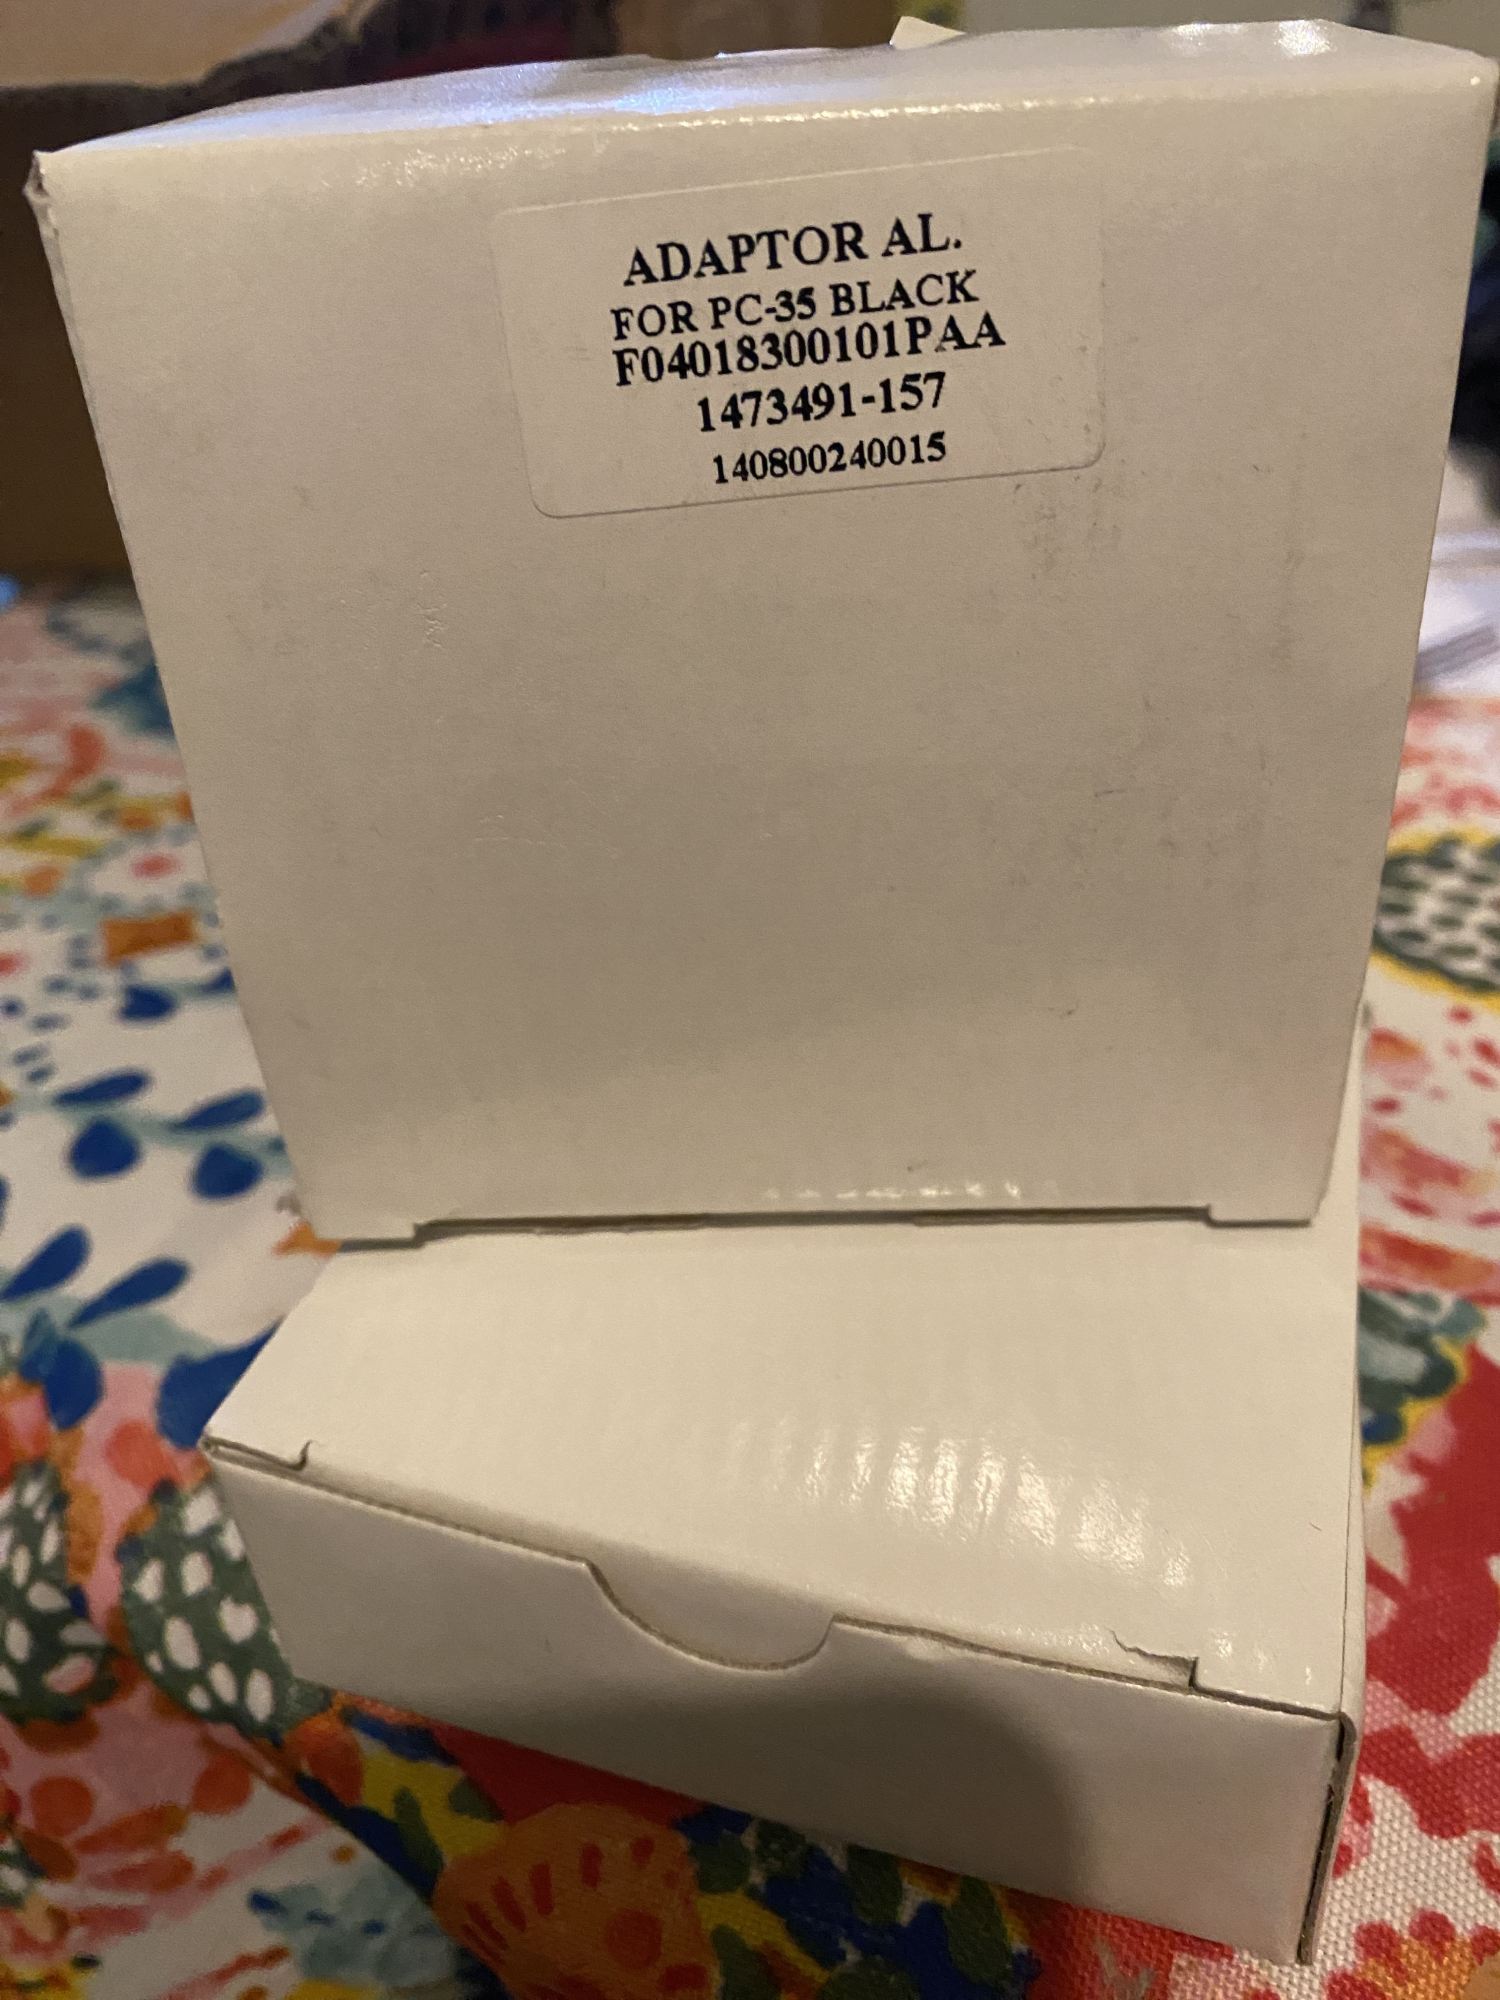 ADAPTOR AL.
FOR PC-35 BLACK
F04018300101PAA
1473491-157
140800240015